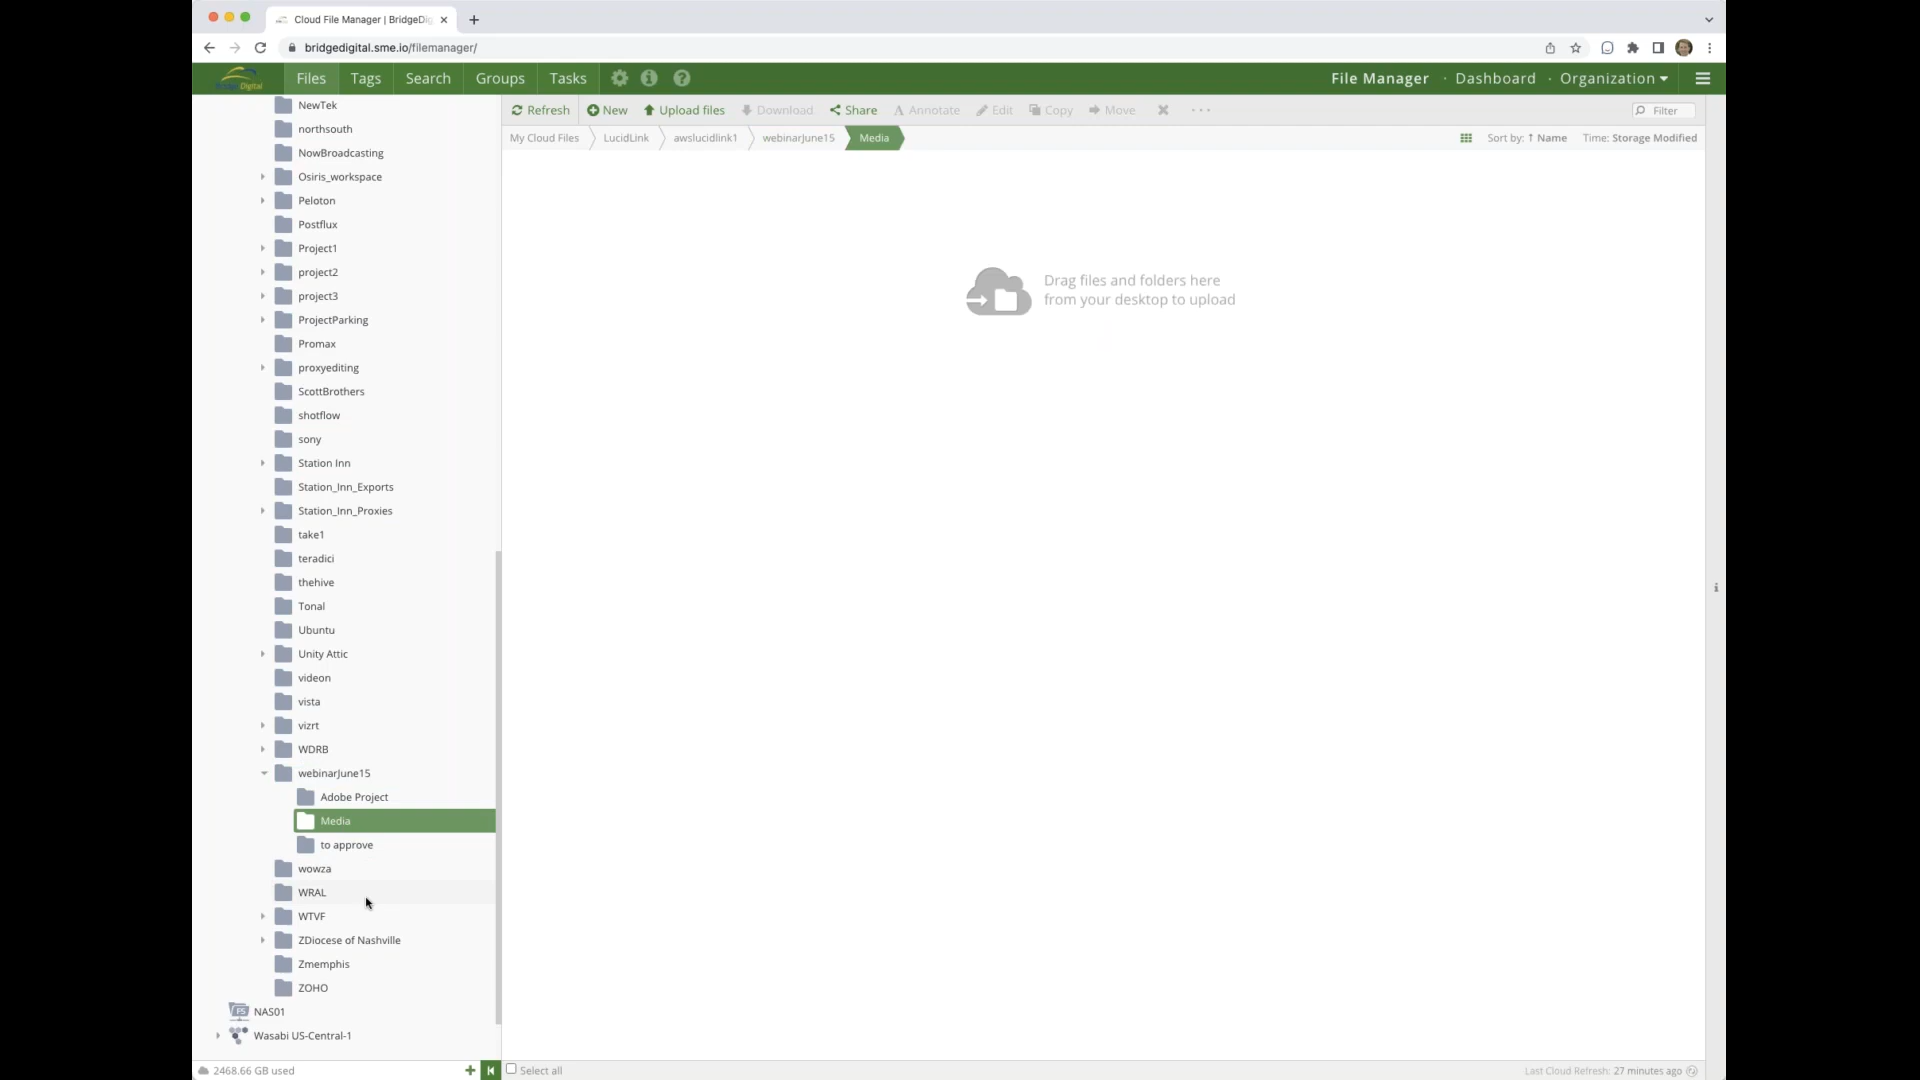 Cloud File Manager | BridgeDig
bridgedigital.sme.io/filemanager/
Bridge Digital
Files
Tags
Search
Groups
Tasks
File Manager · Dashboard · Organization
Refresh
New
Upload files
Download
Share
Annotate
Edit
Copy
Move
Filter
My Cloud Files
LucidLink
awslucidlink1
webinarJune15
Media
Sort by: ↑ Name
Time: Storage Modified
NewTek
northsouth
NowBroadcasting
Osiris_workspace
Peloton
Postflux
Project1
project2
project3
ProjectParking
Promax
proxyediting
ScottBrothers
shotflow
sony
Station Inn
Station_Inn_Exports
Station_Inn_Proxies
take1
teradici
thehive
Tonal
Ubuntu
Unity Attic
videon
vista
vizrt
WDRB
webinarJune15
Adobe Project
Media
to approve
wowza
WRAL
WTVF
ZDiocese of Nashville
Zmemphis
ZOHO
NAS01
Wasabi US-Central-1
Drag files and folders here
from your desktop to upload
2468.66 GB used
Select all
Last Cloud Refresh: 27 minutes ago